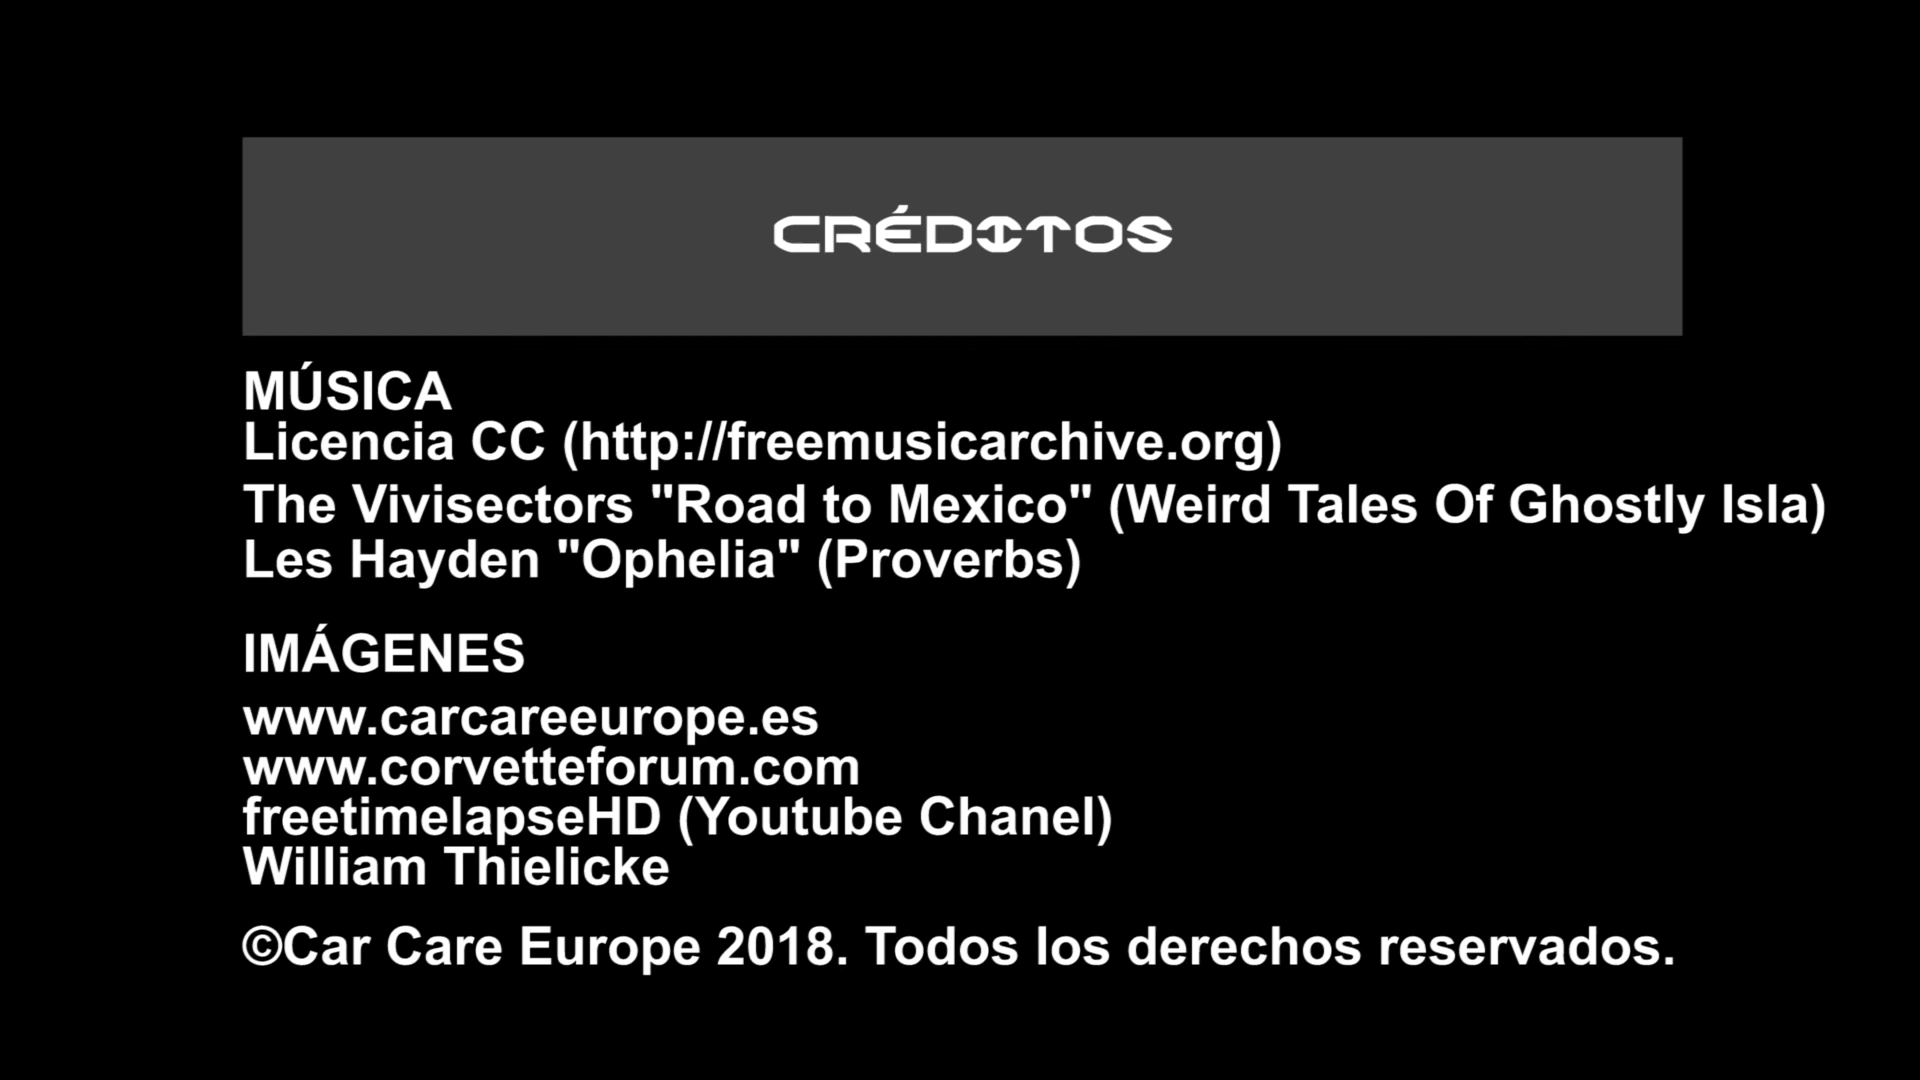 CRÉDITOS
MÚSICA
Licencia CC (http://freemusicarchive.org)
The Vivisectors "Road to Mexico" (Weird Tales Of Ghostly Isla)
Les Hayden "Ophelia" (Proverbs)
IMÁGENES
www.carcareeurope.es
www.corvetteforum.com
freetimelapseHD (Youtube Chanel)
William Thielicke
©Car Care Europe 2018. Todos los derechos reservados.